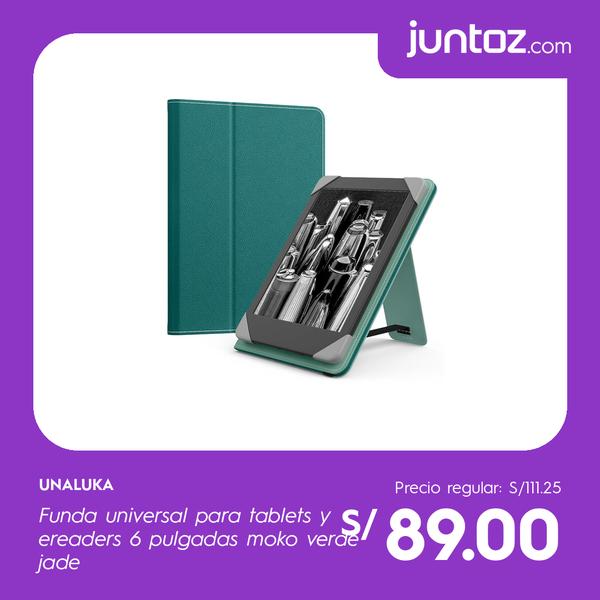 juntoz.com
UNALUKA
Precio regular: S/111.25
Funda universal para tablets y
ereaders 6 pulgadas moko verde
jade
S/ 89.00